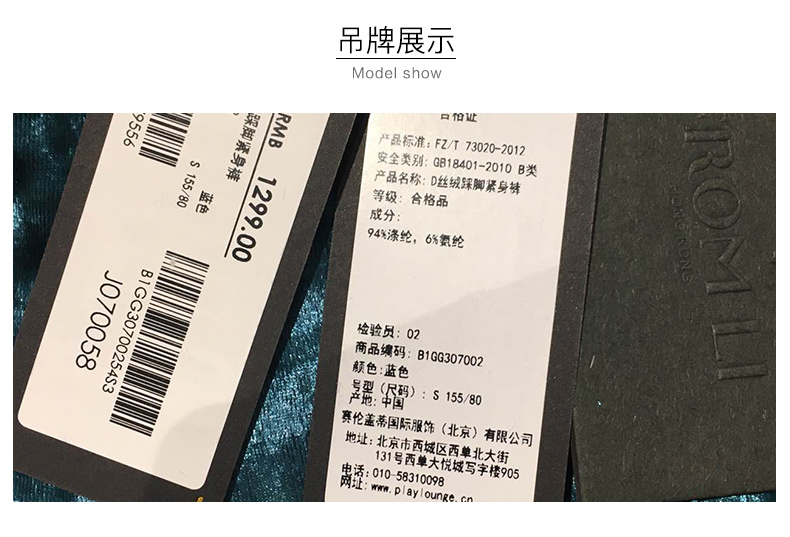 吊牌展示
Model show
RMB 1299.00
踩脚紧身裤
蓝色
S 155/80
B1GG30700254S3
J070058
合格证
产品标准: FZ/T 73020-2012
安全类别: GB18401-2010 B类
产品名称: D丝绒踩脚紧身裤
等级: 合格品
成分:
94%涤纶, 6%氨纶
检验员: 02
商品编码: B1GG307002
颜色:蓝色
号型(尺码): S 155/80
产地: 中国
赛伦盖蒂国际服饰(北京)有限公司
地址: 北京市西城区西单北大街
131号西单大悦城写字楼905
电话: 010-58310098
网址: www.playlounge.cn
HONG KONG